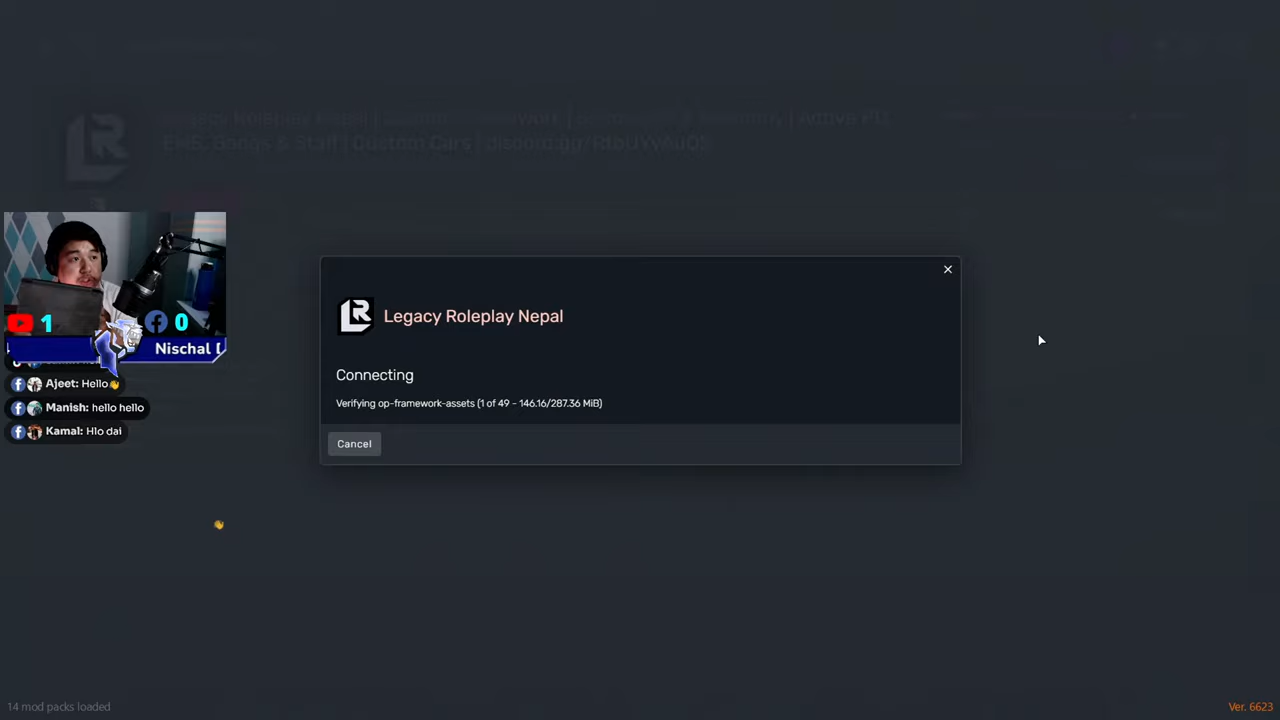 Legacy Roleplay Nepal
Connecting
Verifying op-framework-assets (1 of 49 - 146.16/287.36 MiB)
Cancel
1
0
Nischal [
Ajeet: Hello👋
Manish: hello hello
Kamal: Hlo dai
14 mod packs loaded
Ver. 6623